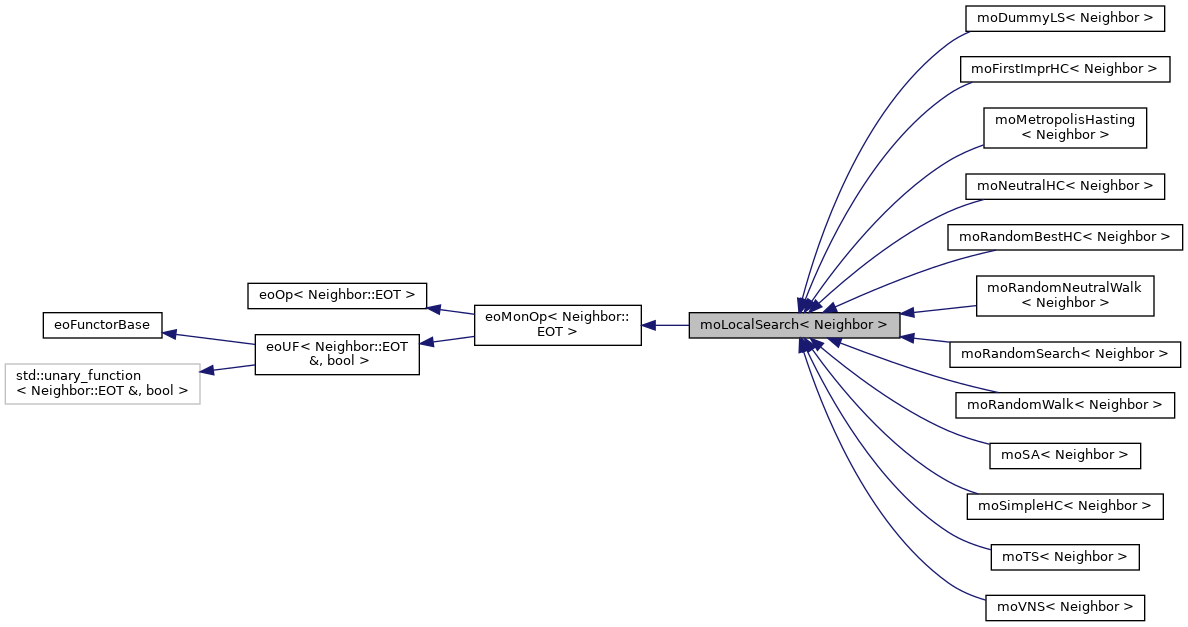 moDummyLS< Neighbor >
moFirstImprHC< Neighbor >
moMetropolisHasting
< Neighbor >
moNeutralHC< Neighbor >
moRandomBestHC< Neighbor >
moRandomNeutralWalk
< Neighbor >
eoOp< Neighbor::EOT >
eoMonOp< Neighbor::
EOT >
moLocalSearch< Neighbor >
eoFunctorBase
eoUF< Neighbor::EOT
&, bool >
std::unary_function
< Neighbor::EOT &, bool >
moRandomSearch< Neighbor >
moRandomWalk< Neighbor >
moSA< Neighbor >
moSimpleHC< Neighbor >
moTS< Neighbor >
moVNS< Neighbor >